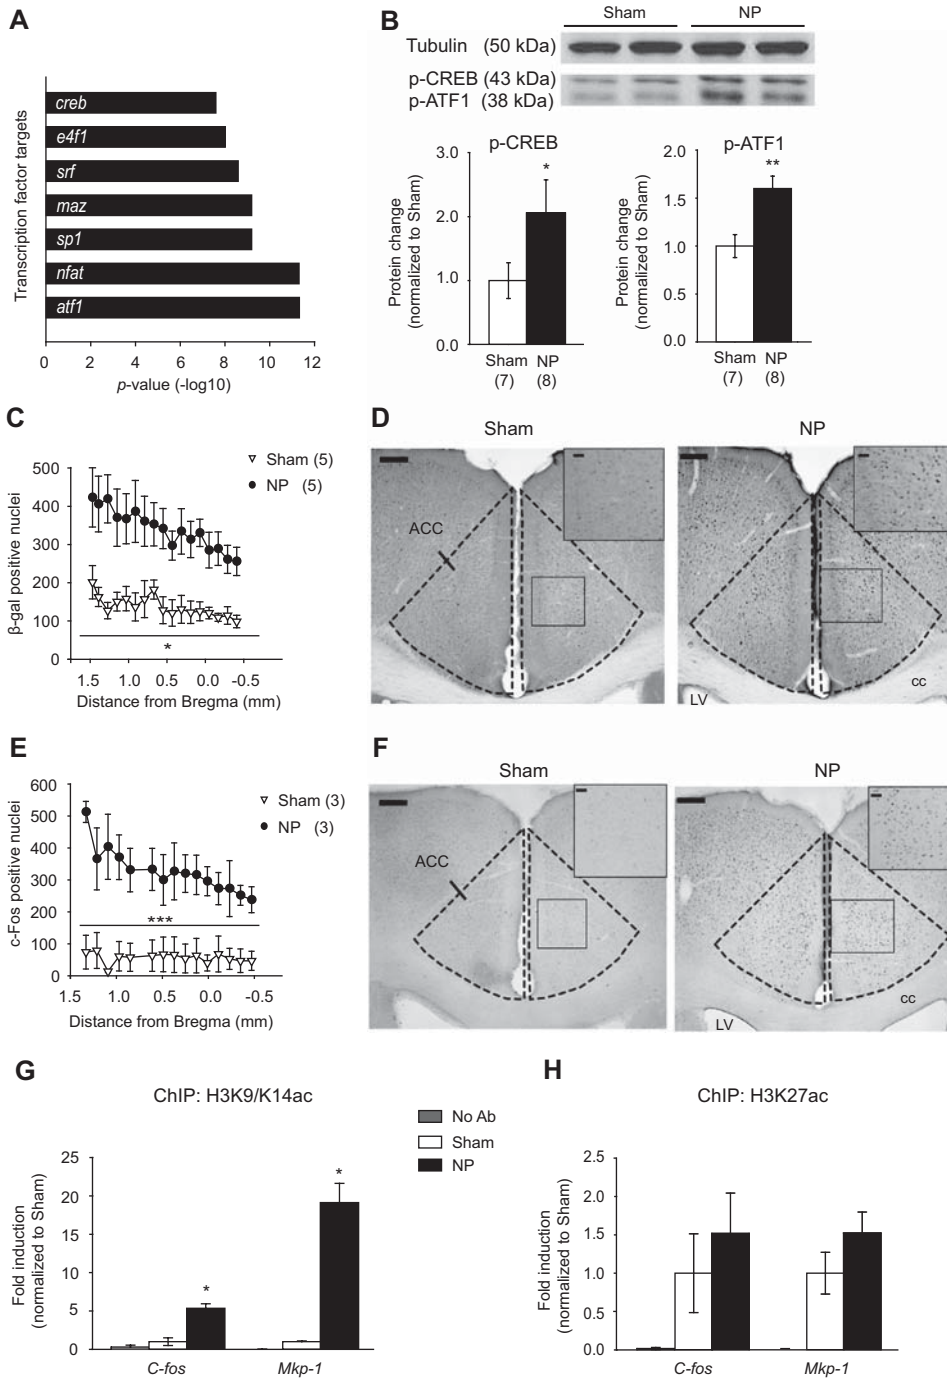 A
creb
e4f1
srf
maz
sp1
nfat
atf1
Transcription factor targets
0 2 4 6 8 10 12
p-value (-log10)
B
Sham NP
Tubulin (50 kDa)
p-CREB (43 kDa)
p-ATF1 (38 kDa)
p-CREB
Protein change
(normalized to Sham)
3.0
2.0
1.0
0.0
*
Sham NP
(7) (8)
p-ATF1
Protein change
(normalized to Sham)
2.0
1.5
1.0
0.5
0.0
**
Sham NP
(7) (8)
C
Sham (5)
NP (5)
β-gal positive nuclei
500
400
300
200
100
0
*
1.5 1.0 0.5 0.0 -0.5
Distance from Bregma (mm)
D
Sham NP
ACC
LV
cc
E
Sham (3)
NP (3)
c-Fos positive nuclei
600
500
400
300
200
100
0
***
1.5 1.0 0.5 0.0 -0.5
Distance from Bregma (mm)
F
Sham NP
ACC
LV
cc
G
ChIP: H3K9/K14ac
No Ab
Sham
NP
Fold induction
(normalized to Sham)
25
20
15
10
5
0
*
*
C-fos Mkp-1
H
ChIP: H3K27ac
Fold induction
(normalized to Sham)
2.5
2.0
1.5
1.0
0.5
0.0
C-fos Mkp-1